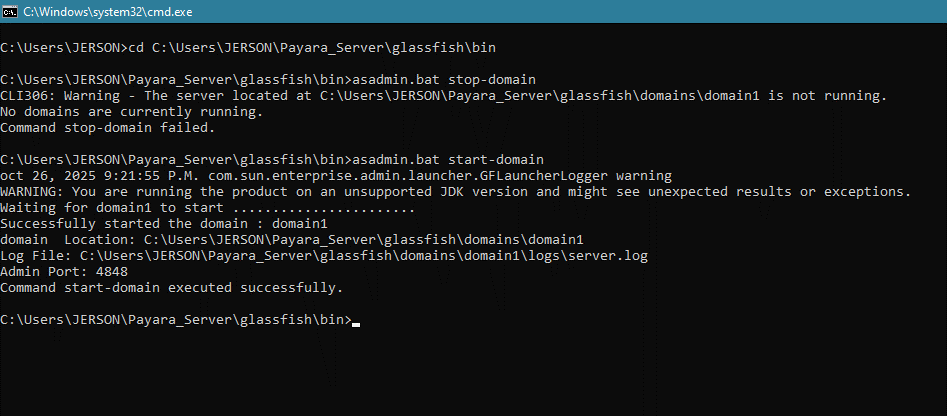 C:\Windows\system32\cmd.exe
C:\Users\JERSON>cd C:\Users\JERSON\Payara_Server\glassfish\bin
C:\Users\JERSON\Payara_Server\glassfish\bin>asadmin.bat stop-domain
CLI306: Warning - The server located at C:\Users\JERSON\Payara_Server\glassfish\domains\domain1 is not running.
No domains are currently running.
Command stop-domain failed.
C:\Users\JERSON\Payara_Server\glassfish\bin>asadmin.bat start-domain
oct 26, 2025 9:21:55 P.M. com.sun.enterprise.admin.launcher.GFLauncherLogger warning
WARNING: You are running the product on an unsupported JDK version and might see unexpected results or exceptions.
Waiting for domain1 to start .......................
Successfully started the domain : domain1
domain  Location: C:\Users\JERSON\Payara_Server\glassfish\domains\domain1
Log File: C:\Users\JERSON\Payara_Server\glassfish\domains\domain1\logs\server.log
Admin Port: 4848
Command start-domain executed successfully.
C:\Users\JERSON\Payara_Server\glassfish\bin>